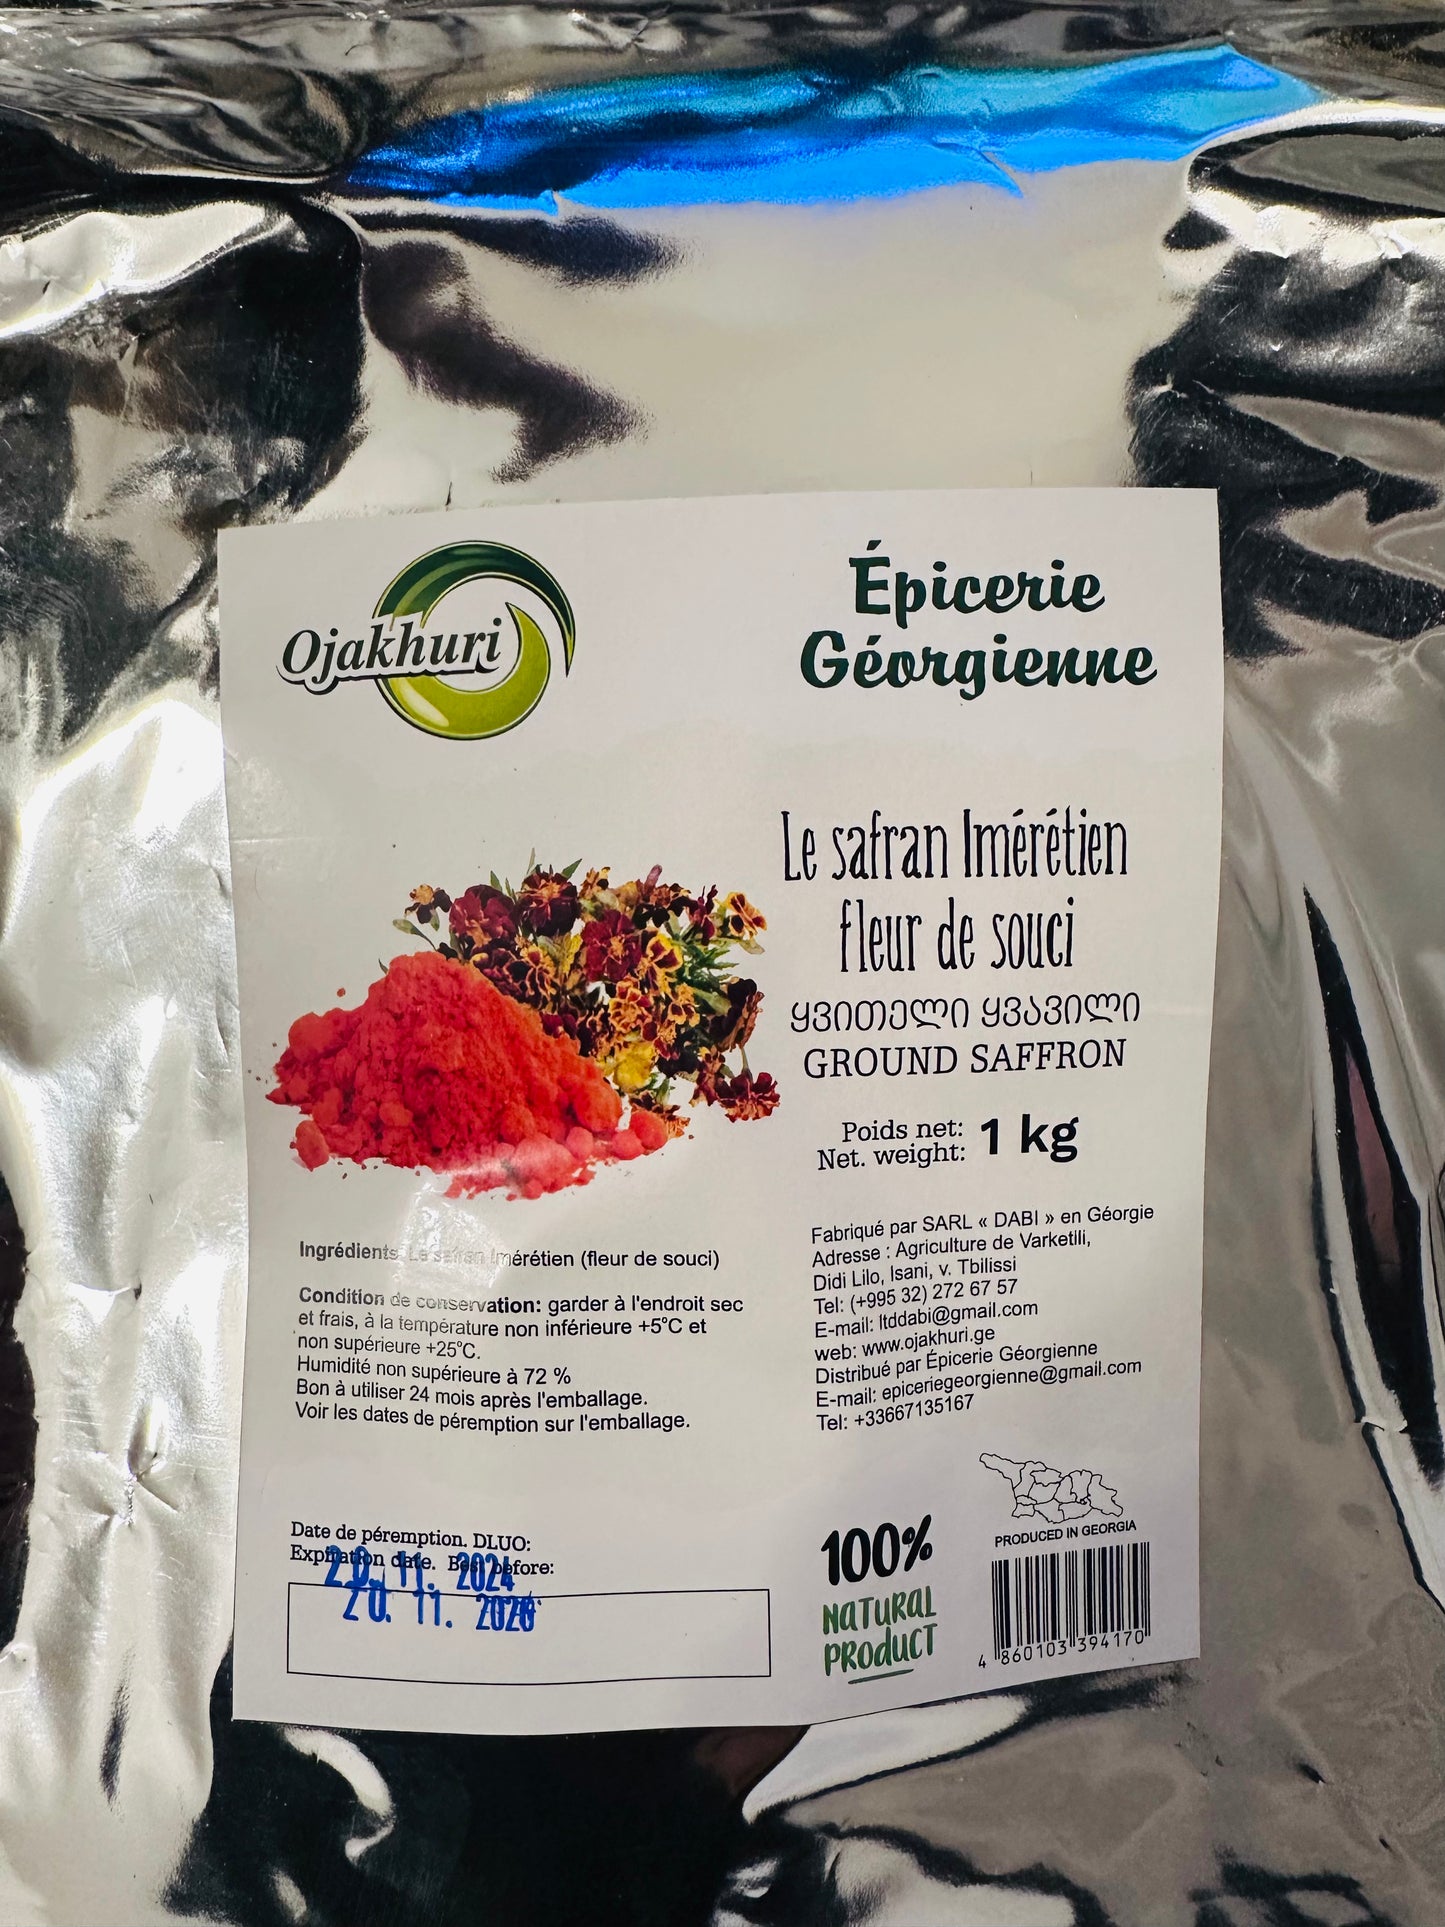 Ojakhuri
Épicerie
Géorgienne
Le safran Imérétien
fleur de souci
ყვითელი ყვავილი
GROUND SAFFRON
Poids net:
Net. weight: 1 kg
Ingrédients: Le safran Imérétien (fleur de souci)
Condition de conservation: garder à l'endroit sec
et frais, à la température non inférieure +5°C et
non supérieure +25°C.
Humidité non supérieure à 72 %
Bon à utiliser 24 mois après l'emballage.
Voir les dates de péremption sur l'emballage.
Fabriqué par SARL « DABI » en Géorgie
Adresse : Agriculture de Varketili,
Didi Lilo, Isani, v. Tbilissi
Tel: (+995 32) 272 67 57
E-mail: ltddabi@gmail.com
web: www.ojakhuri.ge
Distribué par Épicerie Géorgienne
E-mail: epiceriegeorgienne@gmail.com
Tel: +33667135167
Date de péremption. DLUO:
Expiration date. Best before:
20. 11. 2024
20. 11. 2026
100%
NATURAL
PRODUCT
PRODUCED IN GEORGIA
4 860103 394170